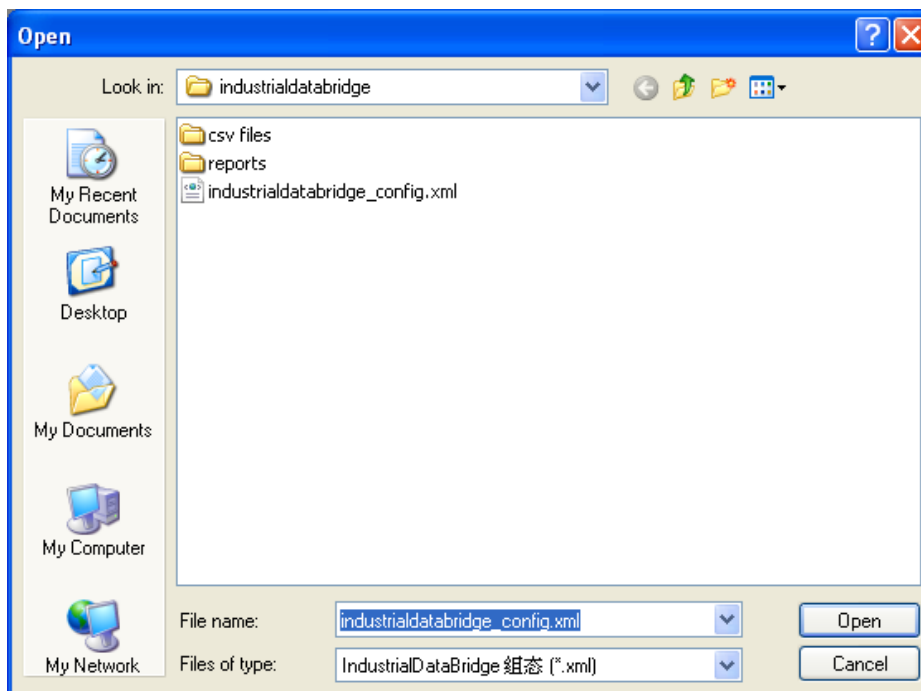 Open
Look in: industrialdatabridge
My Recent
Documents
Desktop
My Documents
My Computer
My Network
csv files
reports
industrialdatabridge_config.xml
File name: industrialdatabridge_config.xml Open
Files of type: IndustrialDataBridge 组态 (*.xml) Cancel